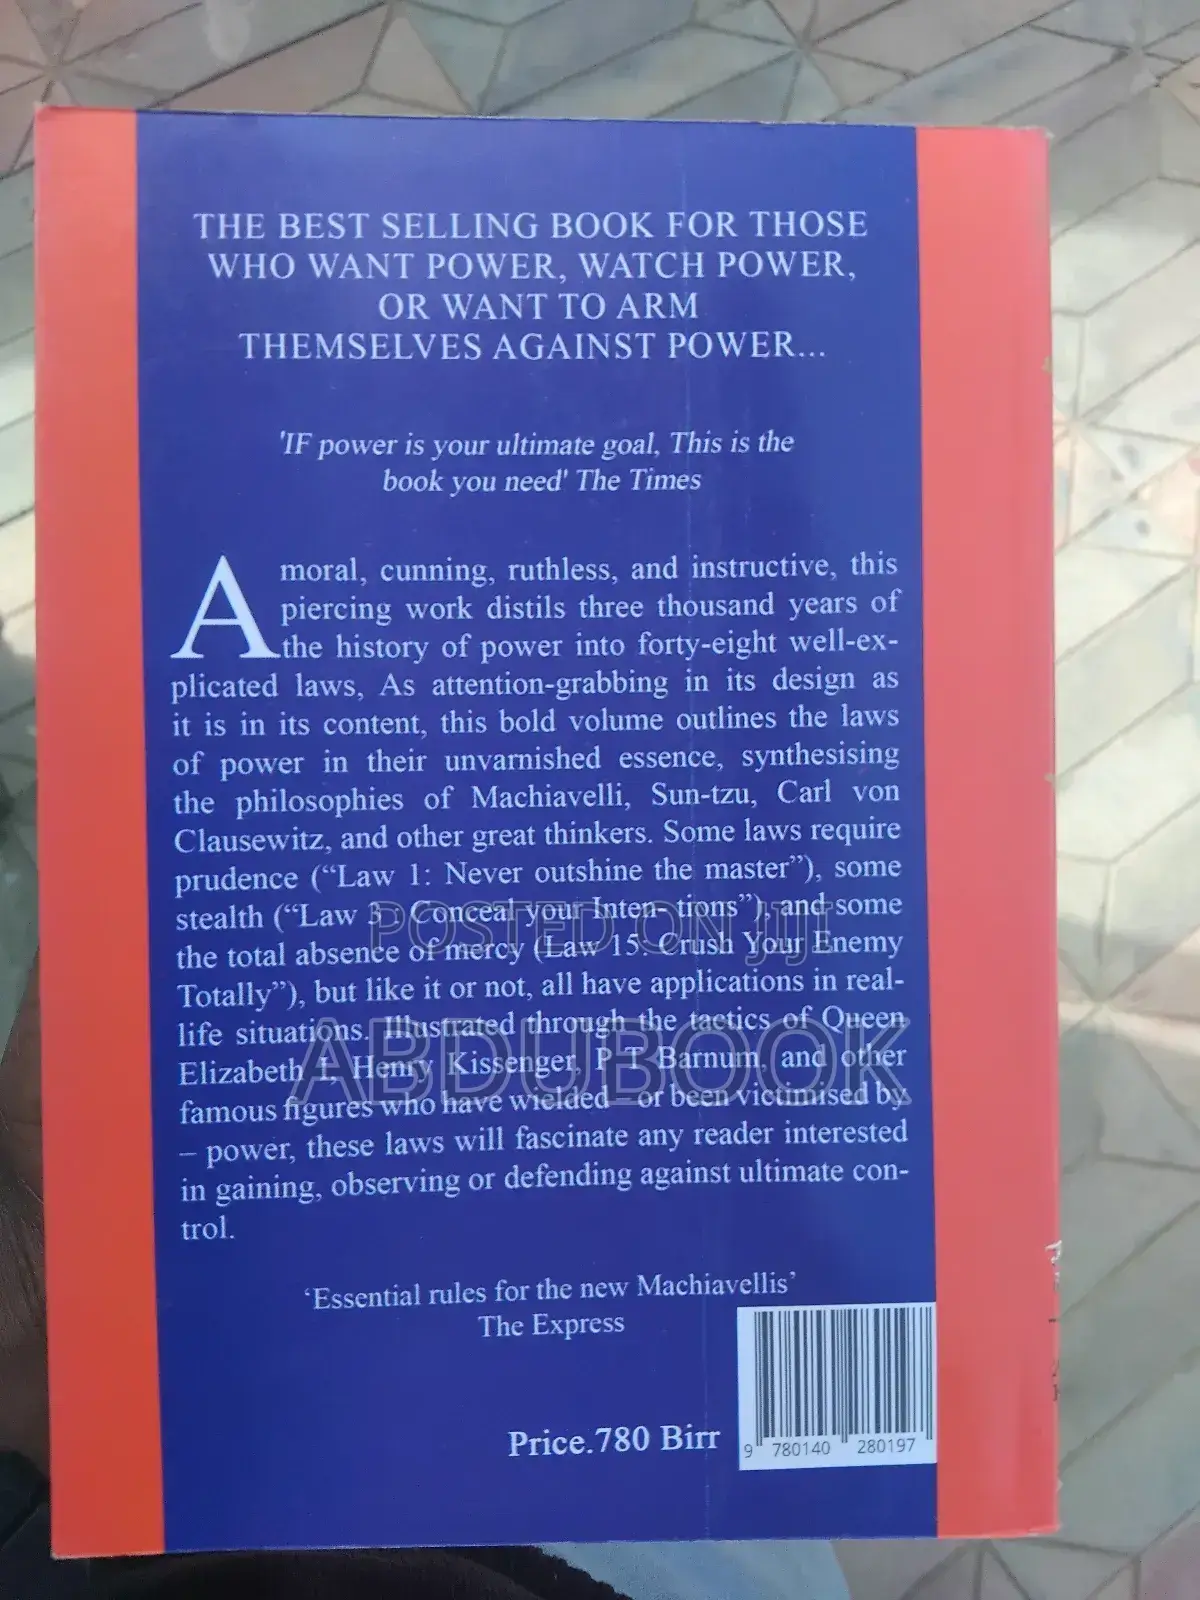 THE BEST SELLING BOOK FOR THOSE
WHO WANT POWER, WATCH POWER,
OR WANT TO ARM
THEMSELVES AGAINST POWER...
'IF power is your ultimate goal, This is the
book you need' The Times
Amoral, cunning, ruthless, and instructive, this
piercing work distils three thousand years of
the history of power into forty-eight well-ex-
plicated laws, As attention-grabbing in its design as
it is in its content, this bold volume outlines the laws
of power in their unvarnished essence, synthesising
the philosophies of Machiavelli, Sun-tzu, Carl von
Clausewitz, and other great thinkers. Some laws require
prudence (“Law 1: Never outshine the master”), some
stealth (“Law 3 : Conceal your Inten- tions”), and some
the total absence of mercy (Law 15: Crush Your Enemy
Totally”), but like it or not, all have applications in real-
life situations. Illustrated through the tactics of Queen
Elizabeth I, Henry Kissenger, P T Barnum, and other
famous figures who have wielded – or been victimised by
– power, these laws will fascinate any reader interested
in gaining, observing or defending against ultimate con-
trol.
‘Essential rules for the new Machiavellis’
The Express
Price.780 Birr
9 780140 280197
POSTED ON JIJI
ABDUBOOK